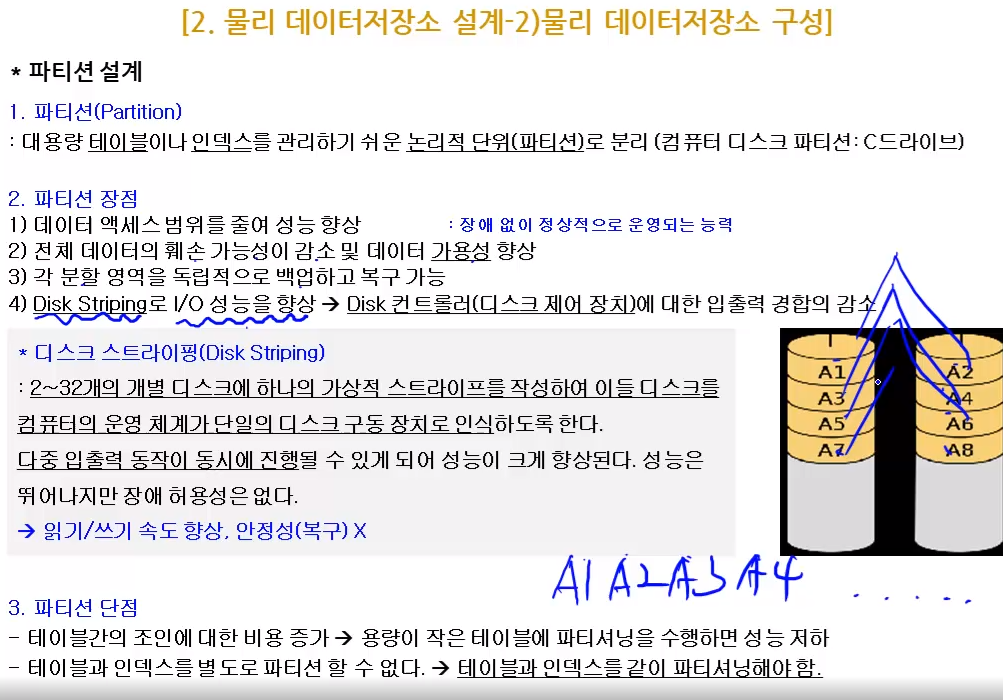 [2. 물리 데이터저장소 설계-2)물리 데이터저장소 구성]
* 파티션 설계
1. 파티션(Partition)
: 대용량 테이블이나 인덱스를 관리하기 쉬운 논리적 단위(파티션)로 분리 (컴퓨터 디스크 파티션: C드라이브)
2. 파티션 장점
1) 데이터 액세스 범위를 줄여 성능 향상 : 장애 없이 정상적으로 운영되는 능력
2) 전체 데이터의 훼손 가능성이 감소 및 데이터 가용성 향상
3) 각 분할 영역을 독립적으로 백업하고 복구 가능
4) Disk Striping로 I/O 성능을 향상 → Disk 컨트롤러(디스크 제어 장치)에 대한 입출력 경합의 감소
* 디스크 스트라이핑(Disk Striping)
: 2~32개의 개별 디스크에 하나의 가상적 스트라이프를 작성하여 이들 디스크를
컴퓨터의 운영 체계가 단일의 디스크 구동 장치로 인식하도록 한다.
다중 입출력 동작이 동시에 진행될 수 있게 되어 성능이 크게 향상된다. 성능은
뛰어나지만 장애 허용성은 없다.
→ 읽기/쓰기 속도 향상, 안정성(복구) X
A1 A2
A3 A4
A5 A6
A7 A8
A1 A2 A3 A4 . . . . .
3. 파티션 단점
- 테이블간의 조인에 대한 비용 증가 → 용량이 작은 테이블에 파티셔닝을 수행하면 성능 저하
- 테이블과 인덱스를 별도로 파티션 할 수 없다. → 테이블과 인덱스를 같이 파티셔닝해야 함.